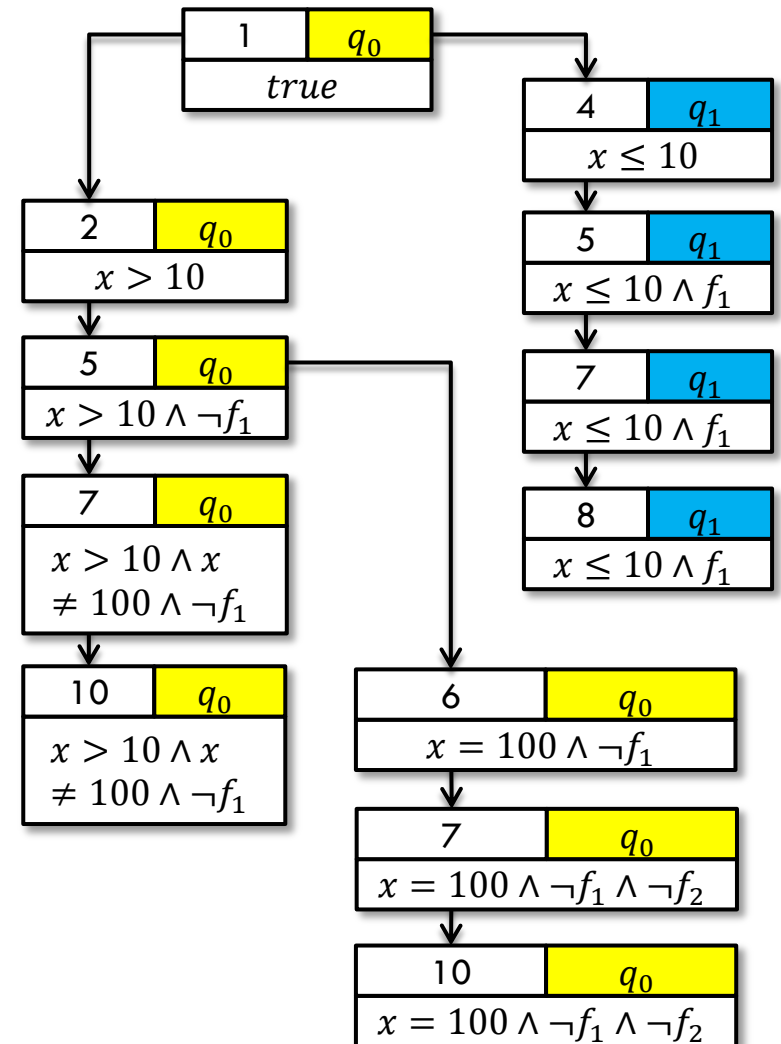 1 q₀
true
4 q₁
x ≤ 10
2 q₀
x > 10
5 q₁
x ≤ 10 ∧ f₁
5 q₀
x > 10 ∧ ¬f₁
7 q₁
x ≤ 10 ∧ f₁
7 q₀
x > 10 ∧ x
≠ 100 ∧ ¬f₁
8 q₁
x ≤ 10 ∧ f₁
10 q₀
x > 10 ∧ x
≠ 100 ∧ ¬f₁
6 q₀
x = 100 ∧ ¬f₁
7 q₀
x = 100 ∧ ¬f₁ ∧ ¬f₂
10 q₀
x = 100 ∧ ¬f₁ ∧ ¬f₂